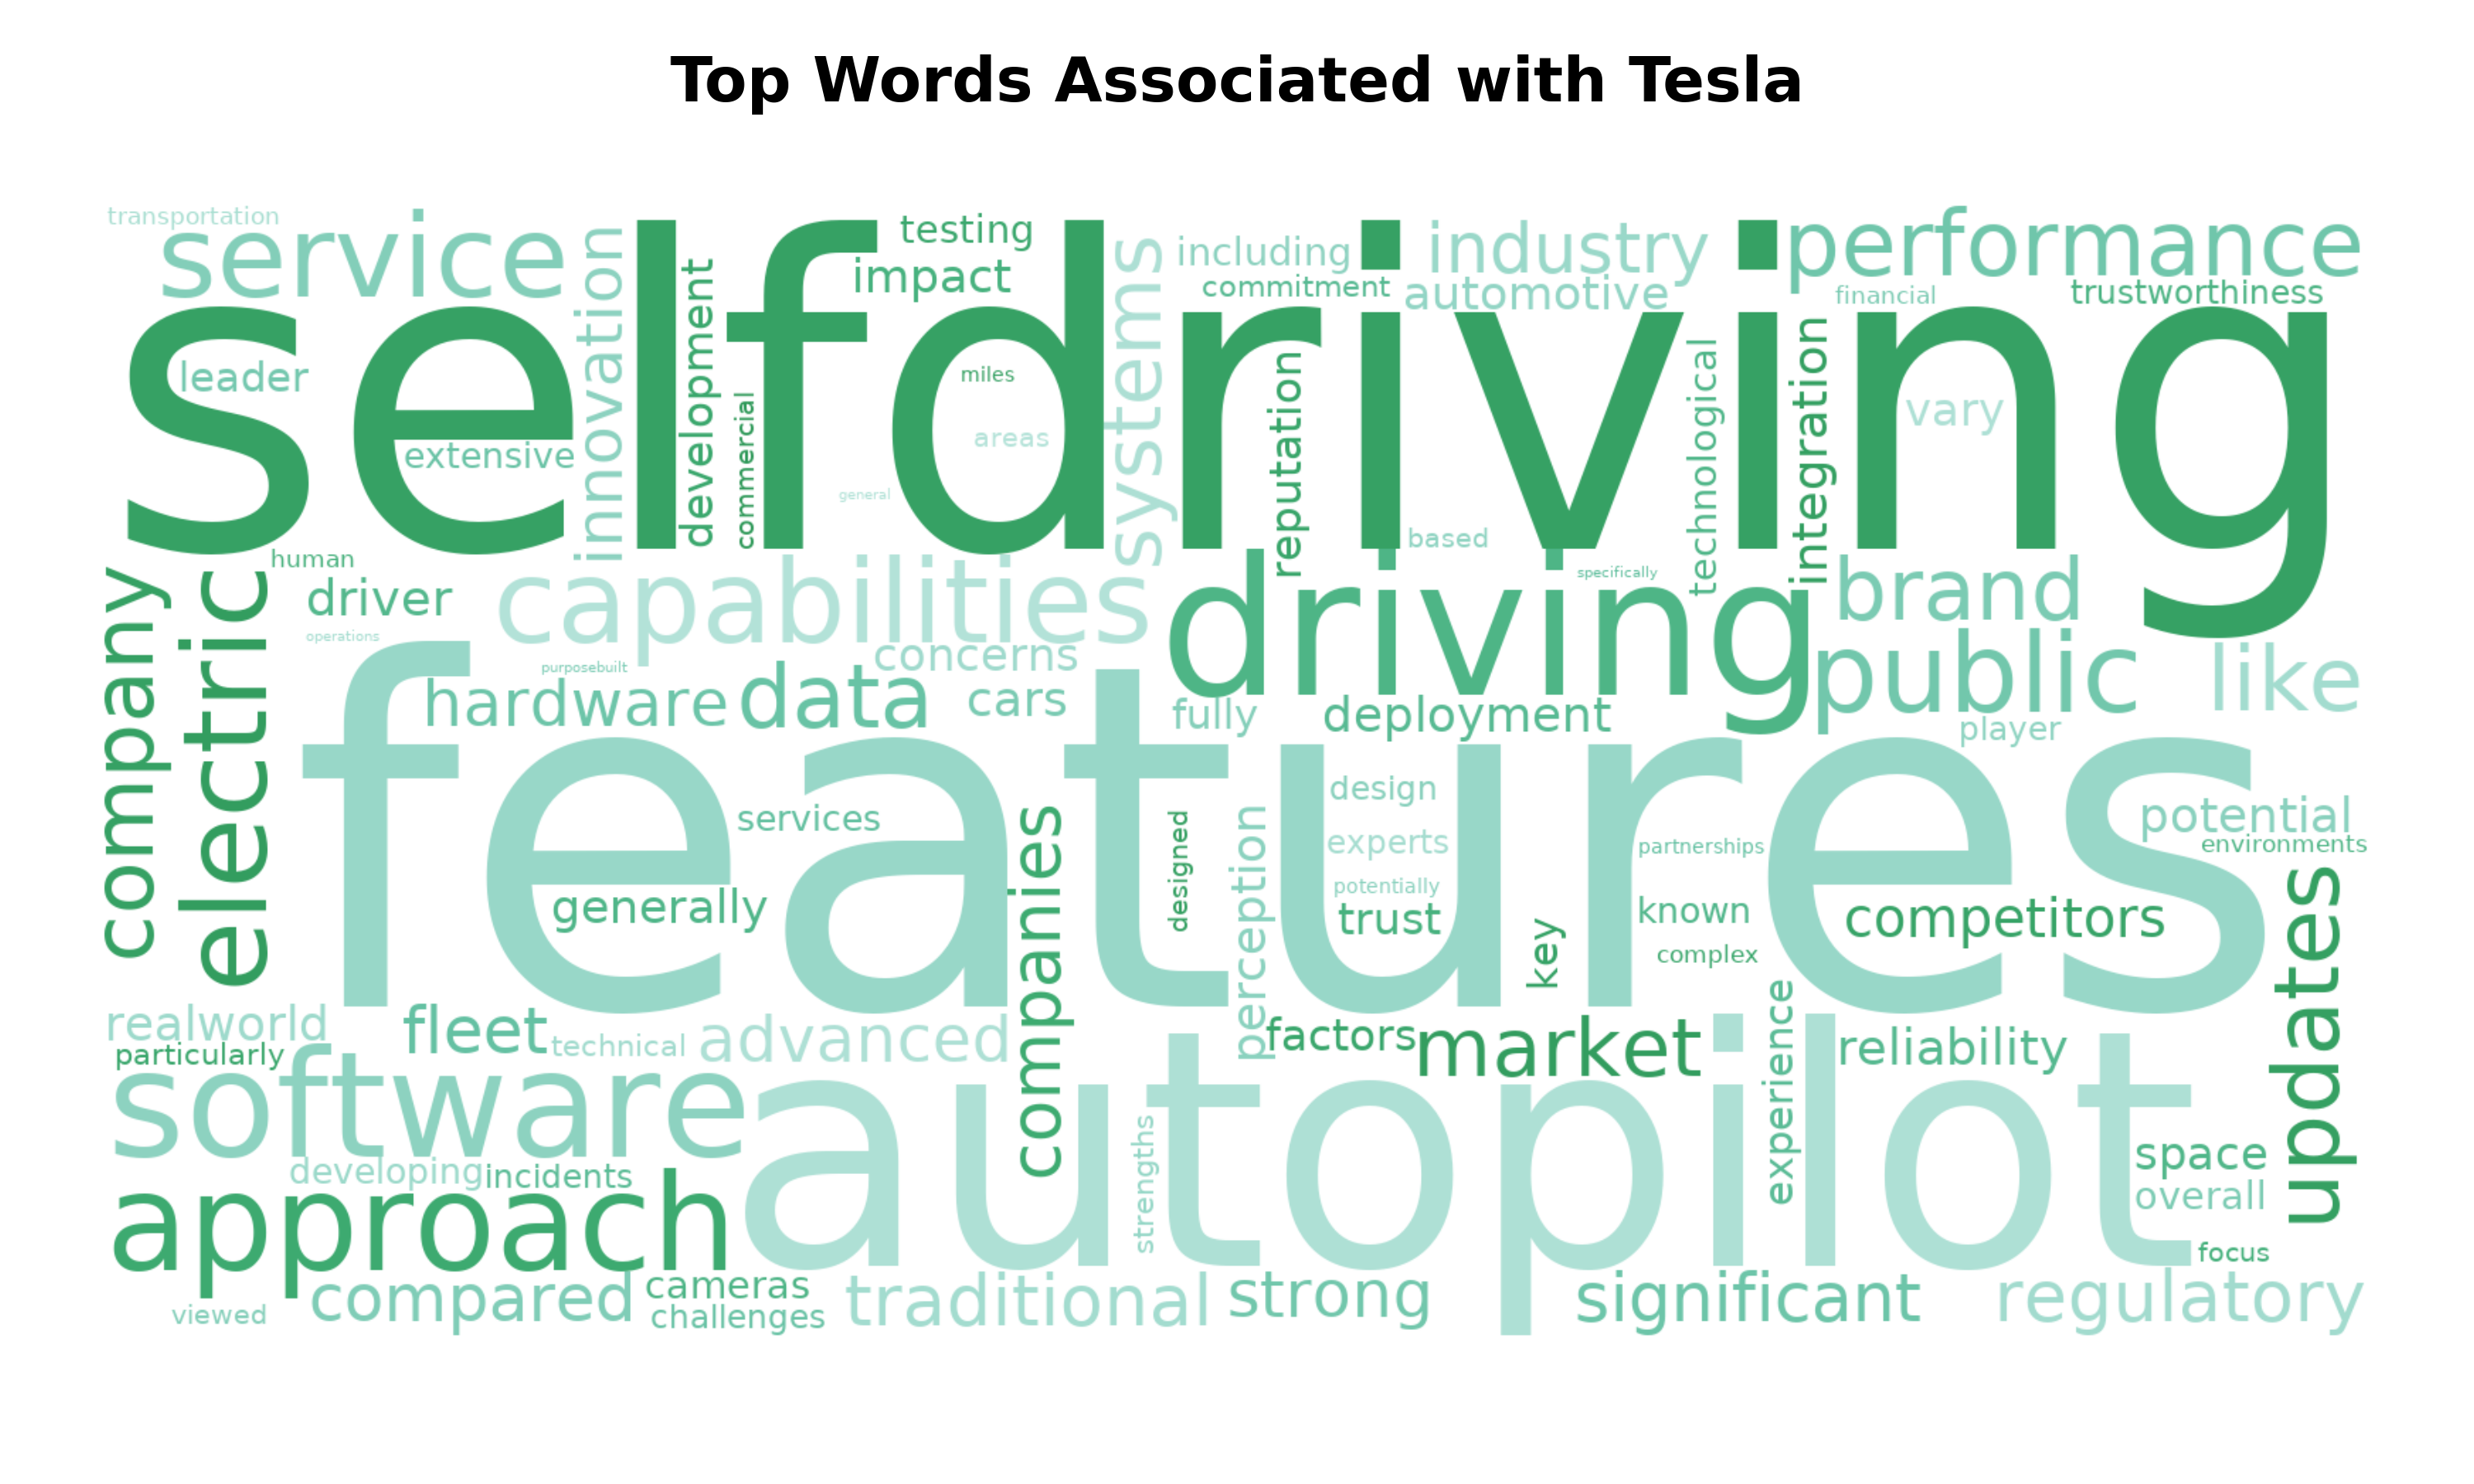 Top Words Associated with Tesla
transportation
service
innovation
selfdriving
development
commercial
testing
impact
systems
including
commitment
industry
automotive
performance
financial
trustworthiness
leader
extensive
miles
areas
general
reputation
based
technological
integration
vary
company
electric
human
driver
operations
capabilities
concerns
purposebuilt
hardware
data
cars
driving
specifically
fully
deployment
brand
public
like
player
features
services
generally
companies
designed
perception
design
experts
potentially
trust
key
partnerships
known
complex
competitors
potential
environments
updates
realworld
particularly
fleet
technical
advanced
factors
market
experience
reliability
software
developing
incidents
autopilot
strengths
space
overall
focus
approach
viewed
compared
cameras
challenges
traditional
strong
significant
regulatory